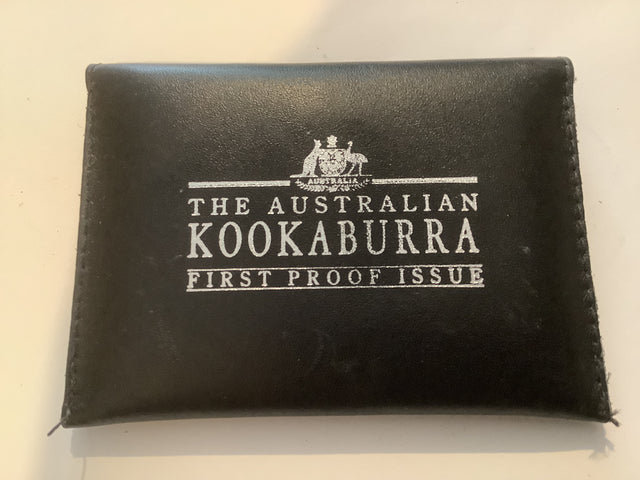 AUSTRALIA
THE AUSTRALIAN
KOOKABURRA
FIRST PROOF ISSUE